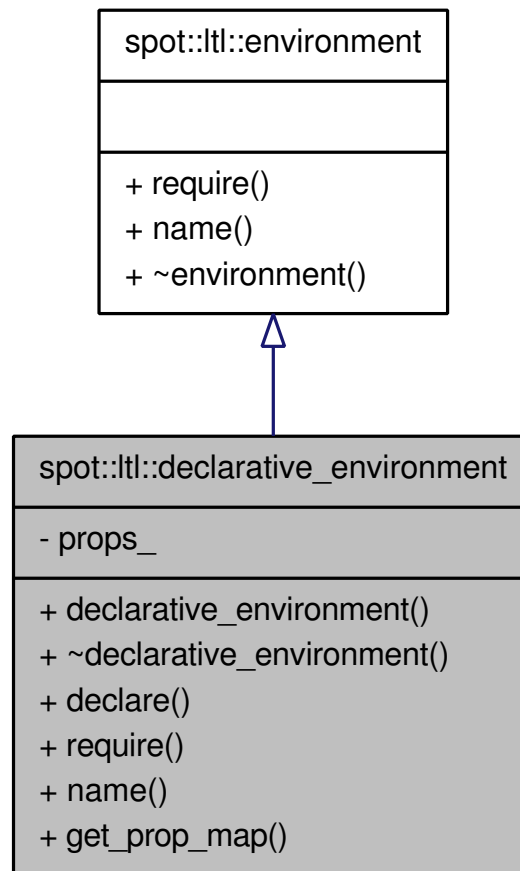 spot::ltl::environment
+ require()
+ name()
+ ~environment()
spot::ltl::declarative_environment
- props_
+ declarative_environment()
+ ~declarative_environment()
+ declare()
+ require()
+ name()
+ get_prop_map()